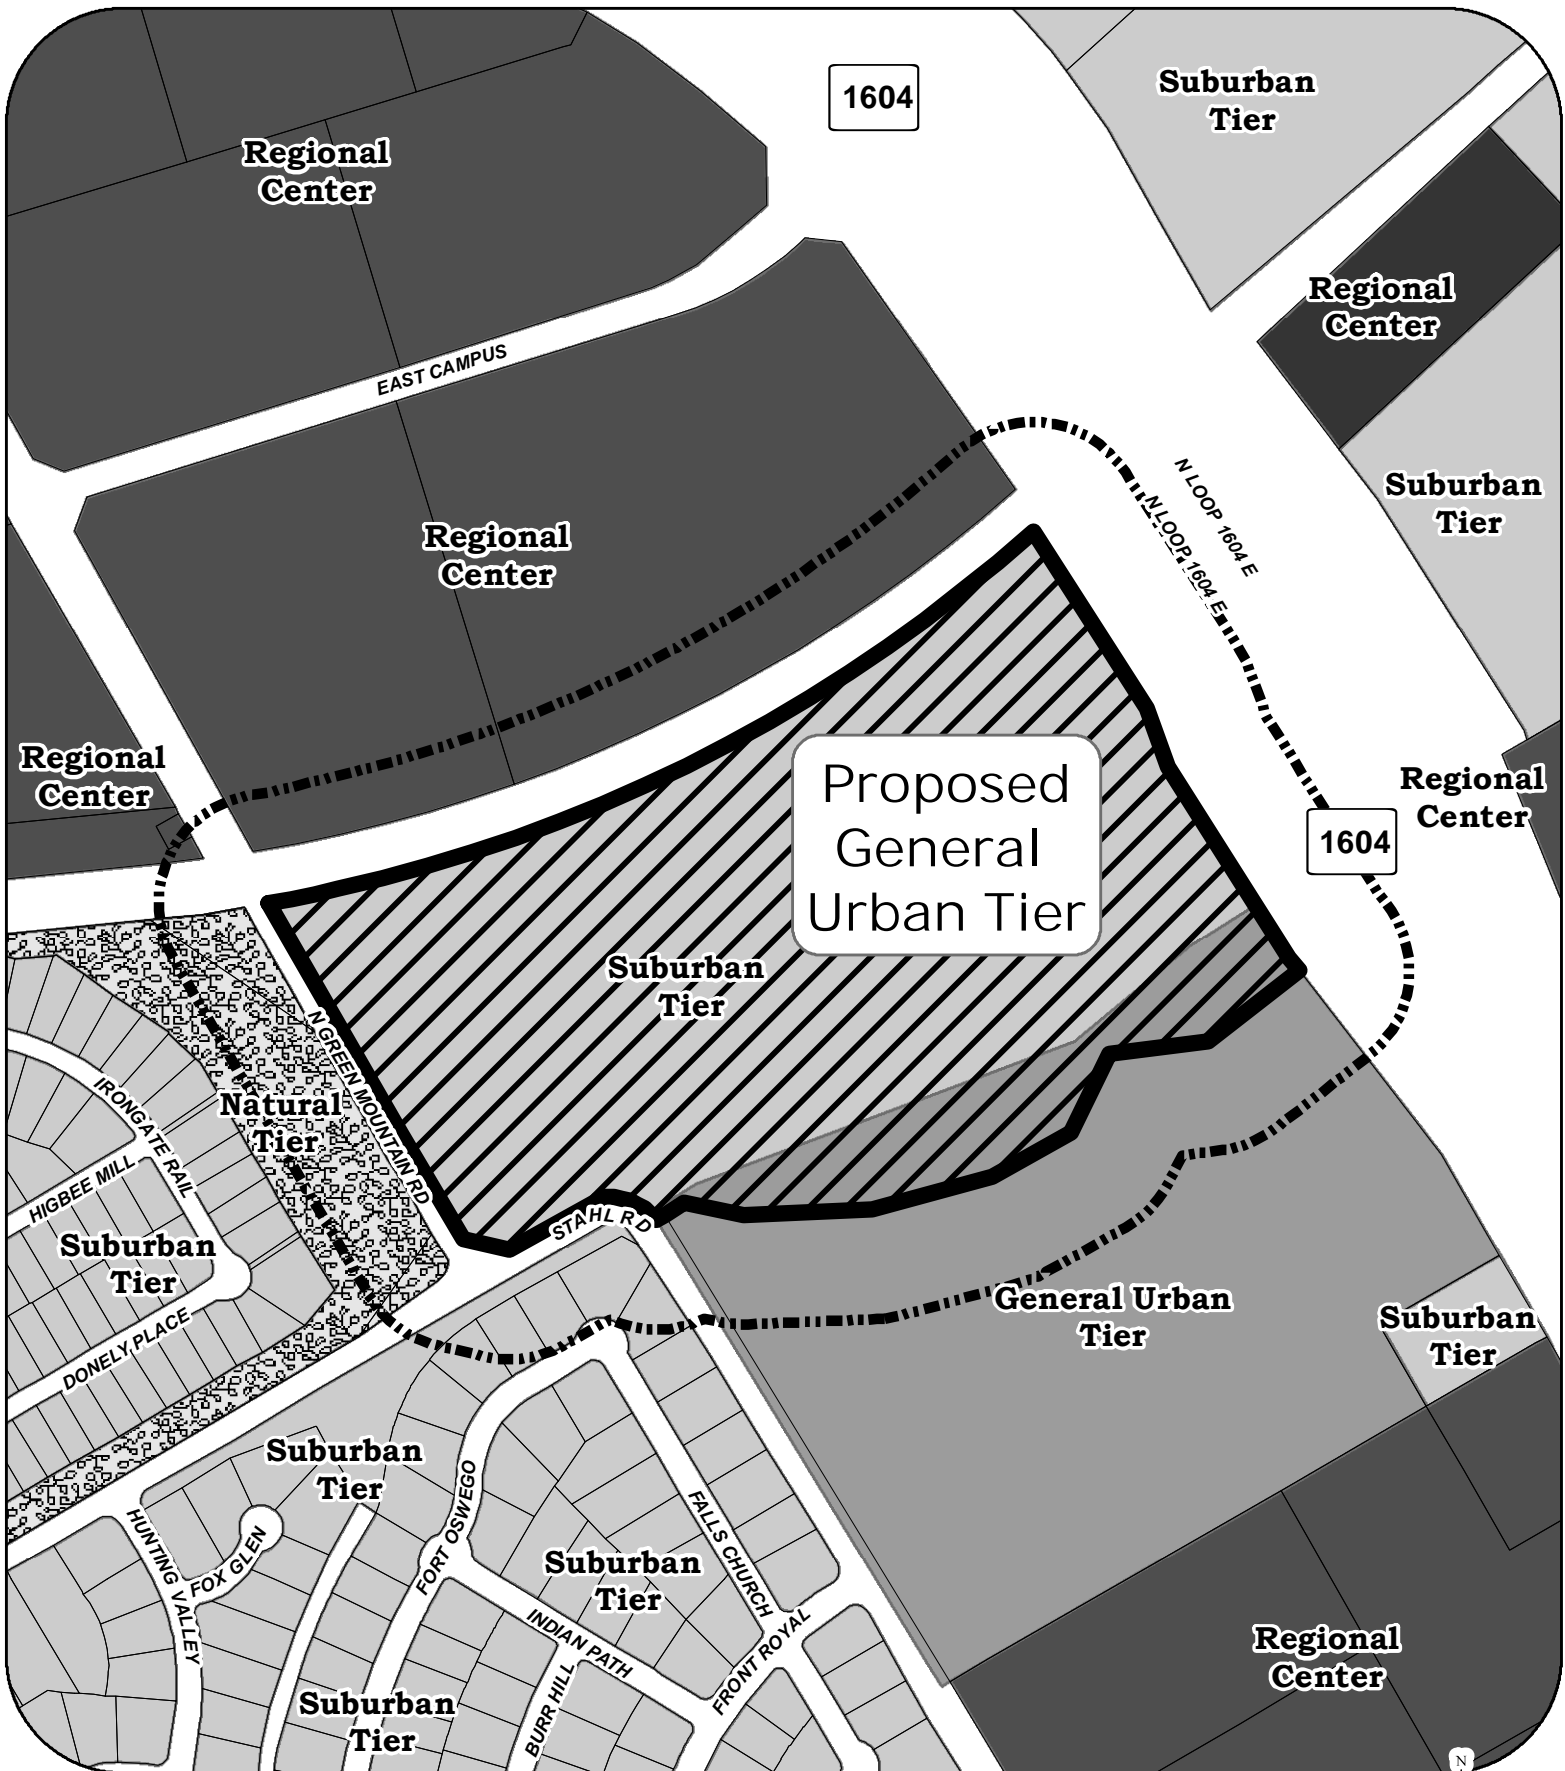 1604
Suburban
Tier
Regional
Center
Regional
Center
EAST CAMPUS
N LOOP 1604 E
N LOOP 1604 E
Suburban
Tier
Regional
Center
Regional
Center
Proposed
General
Urban Tier
Regional
Center
1604
Suburban
Tier
N GREEN MOUNTAIN RD
IRONGATE RAIL
Natural
Tier
HIGBEE MILL
STAHL RD
Suburban
Tier
DONELY PLACE
General Urban
Tier
Suburban
Tier
Suburban
Tier
FORT OSWEGO
FALLS CHURCH
HUNTING VALLEY
FOX GLEN
Suburban
Tier
INDIAN PATH
FRONT ROYAL
BURR HILL
Regional
Center
Suburban
Tier
N